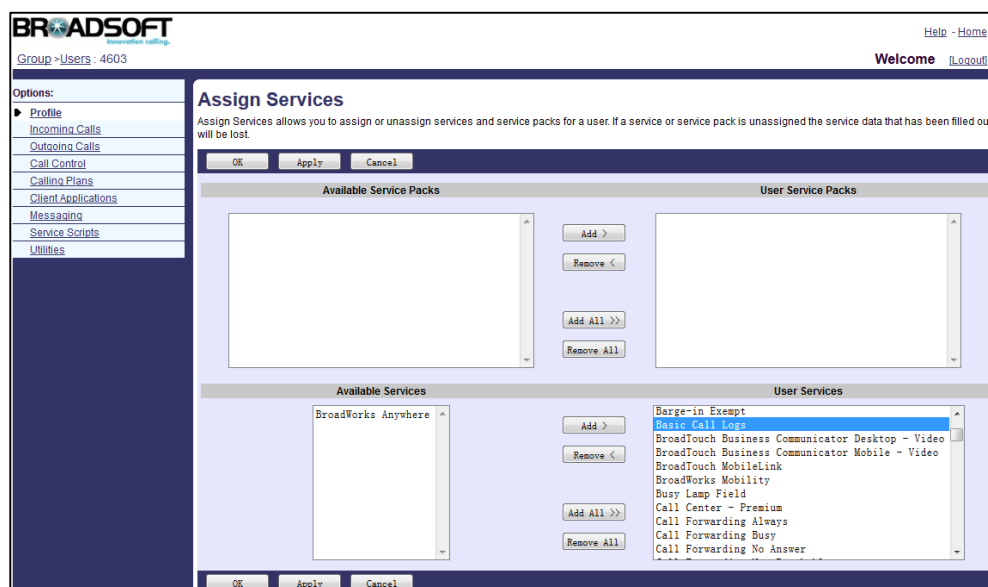 BROADSOFT
Innovation calling.
Help - Home
Group >Users : 4603
Welcome [Logout]
Options:
Profile
Incoming Calls
Outgoing Calls
Call Control
Calling Plans
Client Applications
Messaging
Service Scripts
Utilities
Assign Services
Assign Services allows you to assign or unassign services and service packs for a user. If a service or service pack is unassigned the service data that has been filled ou
will be lost.
OK Apply Cancel
Available Service Packs User Service Packs
Add >
Remove <
Add All >>
Remove All
Available Services User Services
BroadWorks Anywhere
Add >
Remove <
Add All >>
Remove All
Barge-in Exempt
Basic Call Logs
BroadTouch Business Communicator Desktop - Video
BroadTouch Business Communicator Mobile - Video
BroadTouch MobileLink
BroadWorks Mobility
Busy Lamp Field
Call Center - Premium
Call Forwarding Always
Call Forwarding Busy
Call Forwarding No Answer
OK Apply Cancel